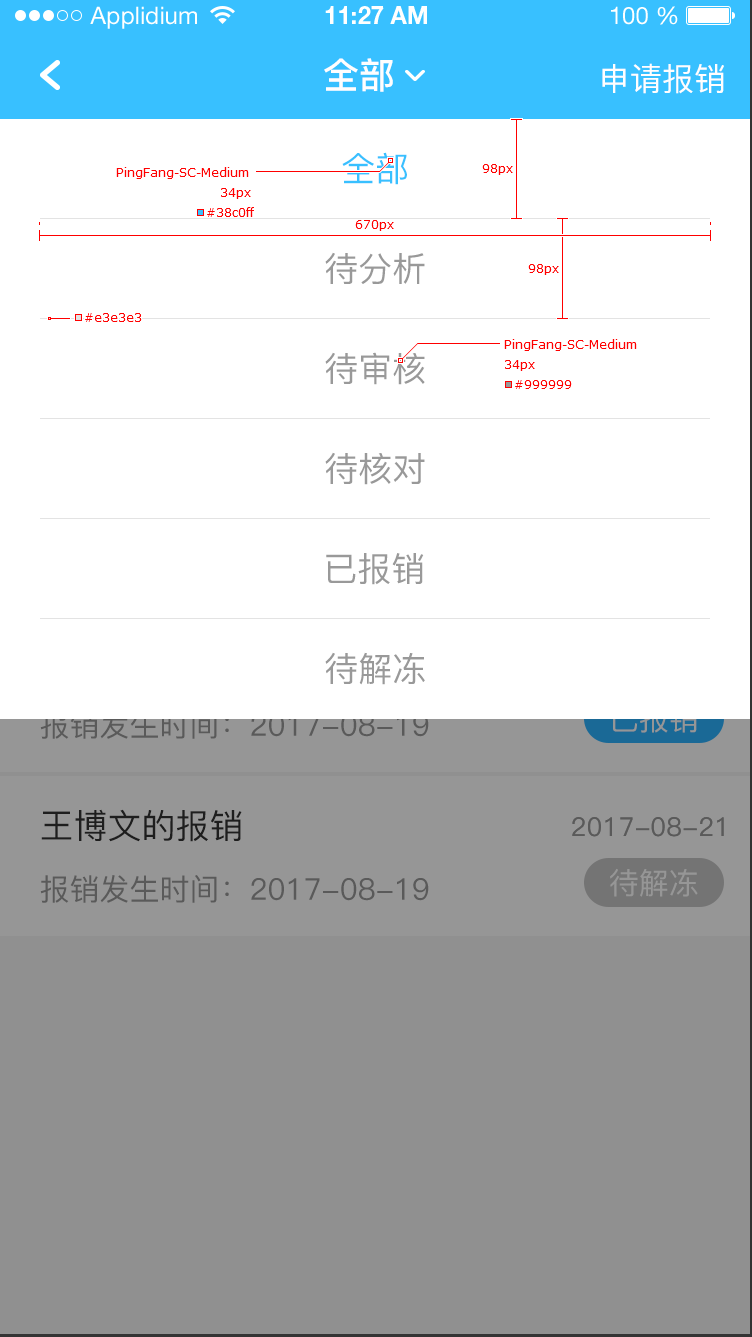 Applidium 11:27 AM 100 %
全部 申请报销
全部
98px
PingFang-SC-Medium
34px
#38c0ff
670px
待分析
98px
#e3e3e3
待审核
PingFang-SC-Medium
34px
#999999
待核对
已报销
待解冻
报销发生时间：2017-08-19 已报销
王博文的报销 2017-08-21
报销发生时间：2017-08-19 待解冻